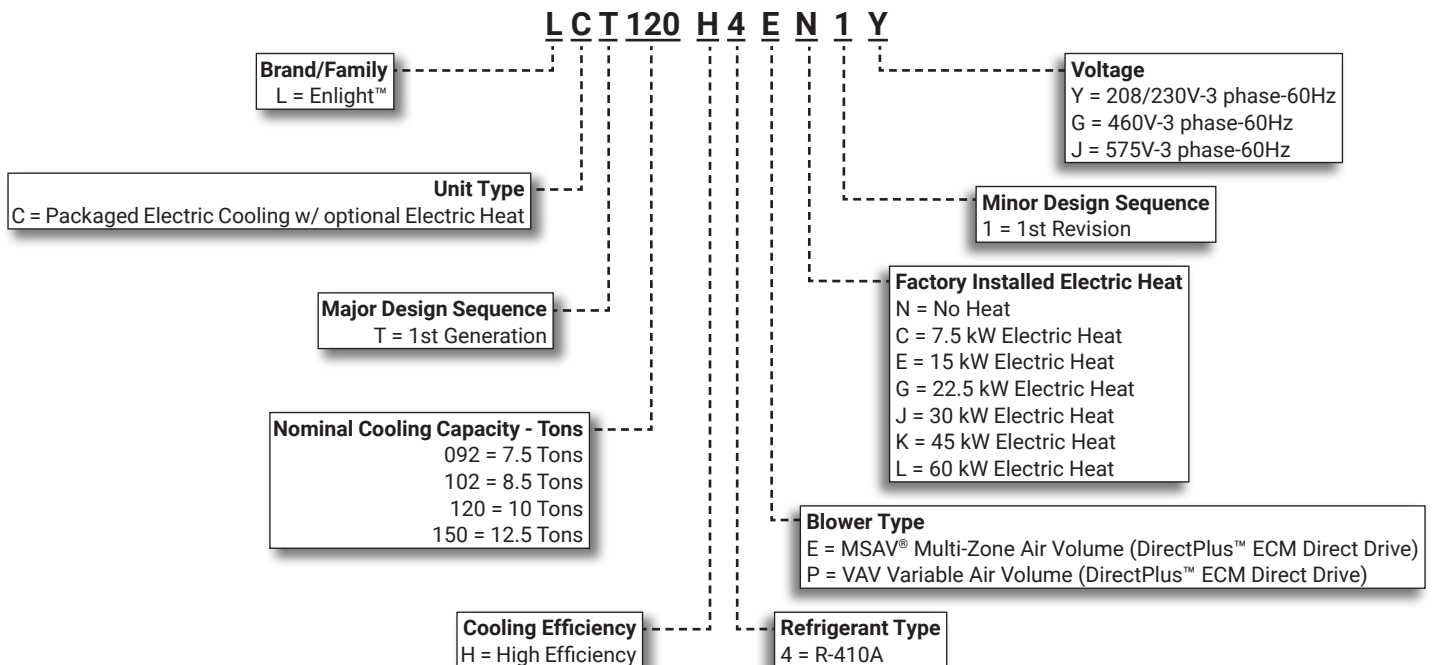 LCT120 H4EN1Y
Brand/Family
L = Enlight™
Unit Type
C = Packaged Electric Cooling w/ optional Electric Heat
Major Design Sequence
T = 1st Generation
Nominal Cooling Capacity - Tons
092 = 7.5 Tons
102 = 8.5 Tons
120 = 10 Tons
150 = 12.5 Tons
Cooling Efficiency
H = High Efficiency
Refrigerant Type
4 = R-410A
Blower Type
E = MSAV® Multi-Zone Air Volume (DirectPlus™ ECM Direct Drive)
P = VAV Variable Air Volume (DirectPlus™ ECM Direct Drive)
Factory Installed Electric Heat
N = No Heat
C = 7.5 kW Electric Heat
E = 15 kW Electric Heat
G = 22.5 kW Electric Heat
J = 30 kW Electric Heat
K = 45 kW Electric Heat
L = 60 kW Electric Heat
Minor Design Sequence
1 = 1st Revision
Voltage
Y = 208/230V-3 phase-60Hz
G = 460V-3 phase-60Hz
J = 575V-3 phase-60Hz